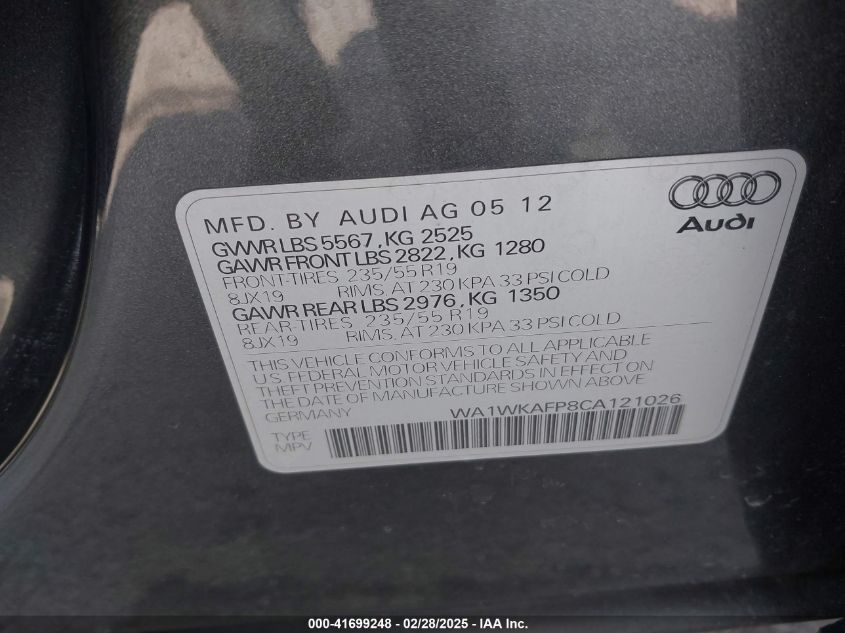 MFD. BY AUDI AG 05 12
Audi
GVWR LBS 5567, KG 2525
GAWR FRONT LBS 2822, KG 1280
FRONT-TIRES 235/55 R19
8JX19 RIMS, AT 230 KPA 33 PSI COLD
GAWR REAR LBS 2976, KG 1350
REAR-TIRES 235/55 R19
8JX19 RIMS, AT 230 KPA 33 PSI COLD
THIS VEHICLE CONFORMS TO ALL APPLICABLE
U.S. FEDERAL MOTOR VEHICLE SAFETY AND
THEFT PREVENTION STANDARDS IN EFFECT ON
THE DATE OF MANUFACTURE SHOWN ABOVE
GERMANY WA1WKAFP8CA121026
TYPE
MPV
000-41699248 - 02/28/2025 - IAA Inc.